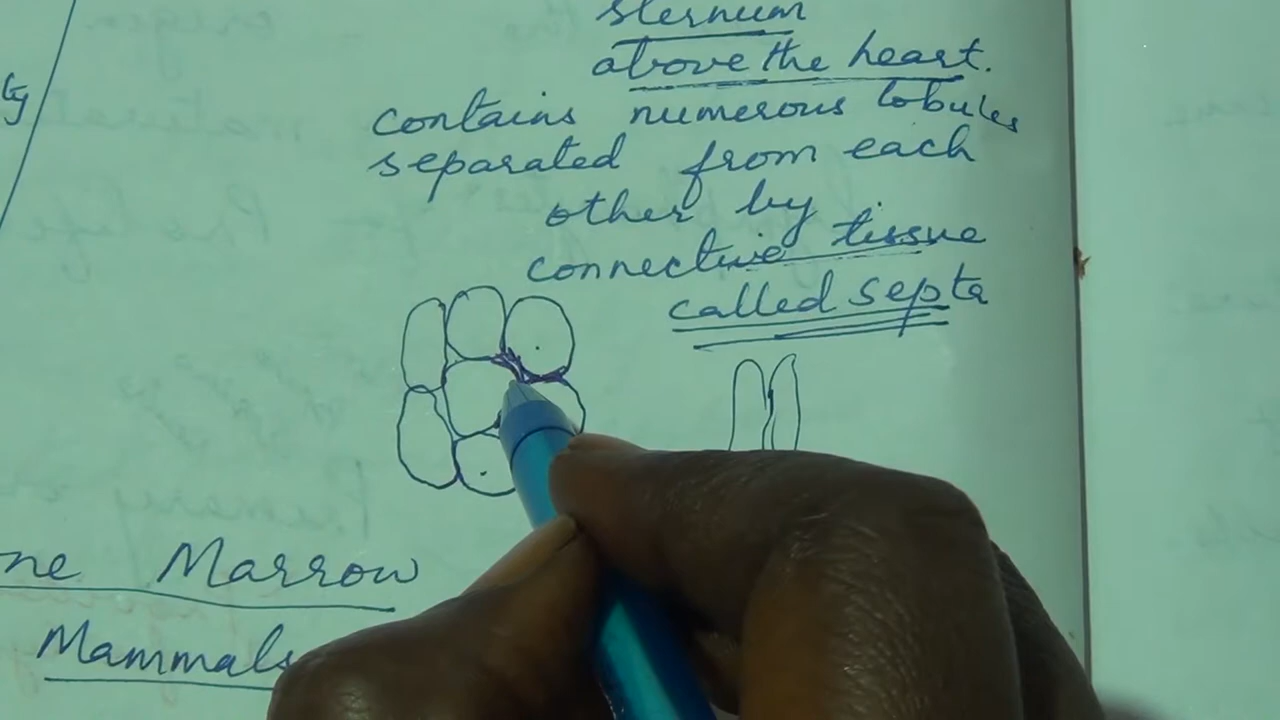 sternum
above the heart.
contains numerous lobules
separated from each
other by
connective tissue
called septa
ne Marrow
Mammals